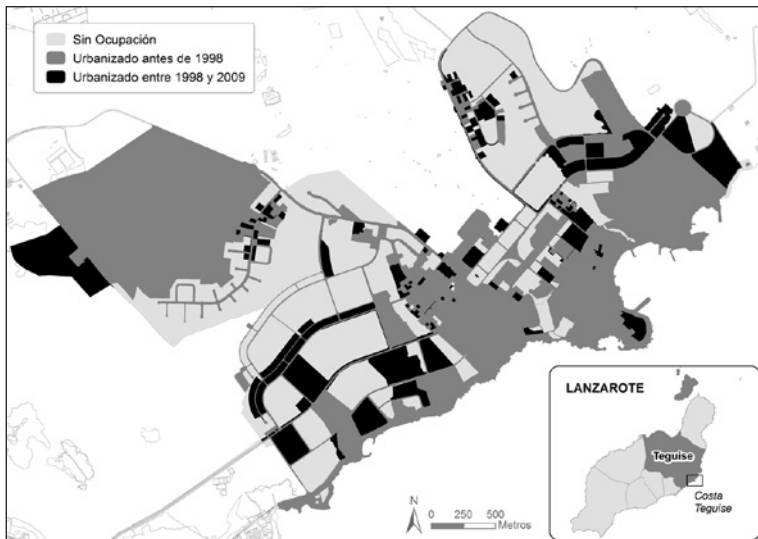 Sin Ocupación
Urbanizado antes de 1998
Urbanizado entre 1998 y 2009
LANZAROTE
Teguise
Costa
Teguise
N
0 250 500
Metros